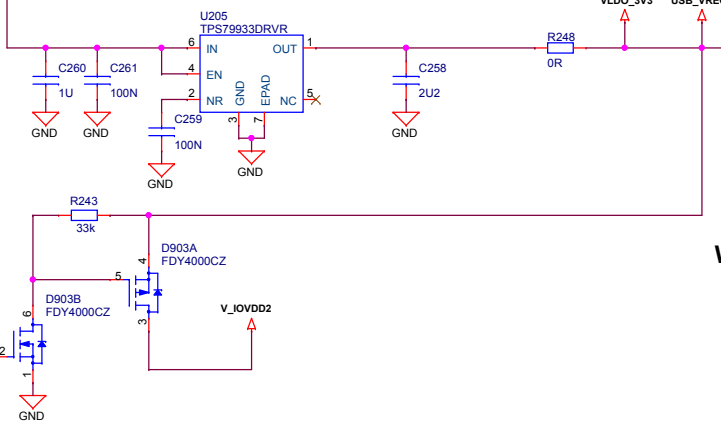 VLDO_3V3 USB_VREG
U205
TPS79933DRVR
6 IN OUT 1
R248
0R
C260
1U
C261
100N
4 EN
C258
2U2
2 NR GND EPAD NC 5
C259
100N
3 7
GND GND GND
GND
GND
R243
33k
D903A
FDY4000CZ
4
5
3
V_IOVDD2
D903B
FDY4000CZ
6
2
1
GND